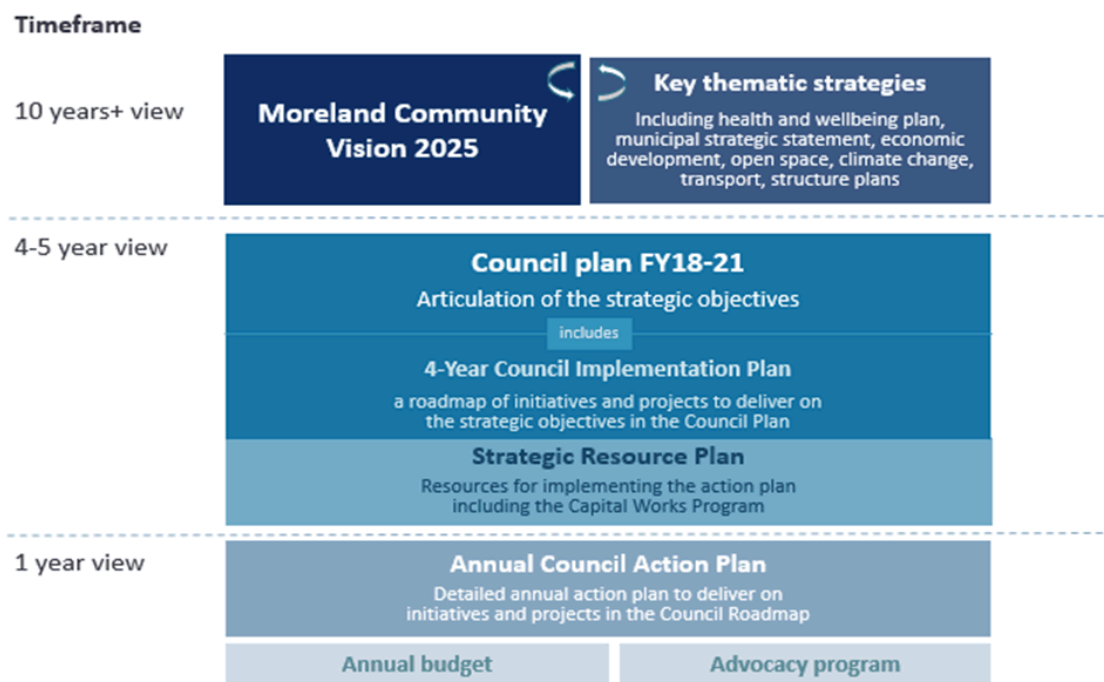 Timeframe
10 years+ view
Moreland Community
Vision 2025
Key thematic strategies
Including health and wellbeing plan,
municipal strategic statement, economic
development, open space, climate change,
transport, structure plans
4-5 year view
Council plan FY18-21
Articulation of the strategic objectives
includes
4-Year Council Implementation Plan
a roadmap of initiatives and projects to deliver on
the strategic objectives in the Council Plan
Strategic Resource Plan
Resources for implementing the action plan
including the Capital Works Program
1 year view
Annual Council Action Plan
Detailed annual action plan to deliver on
initiatives and projects in the Council Roadmap
Annual budget
Advocacy program